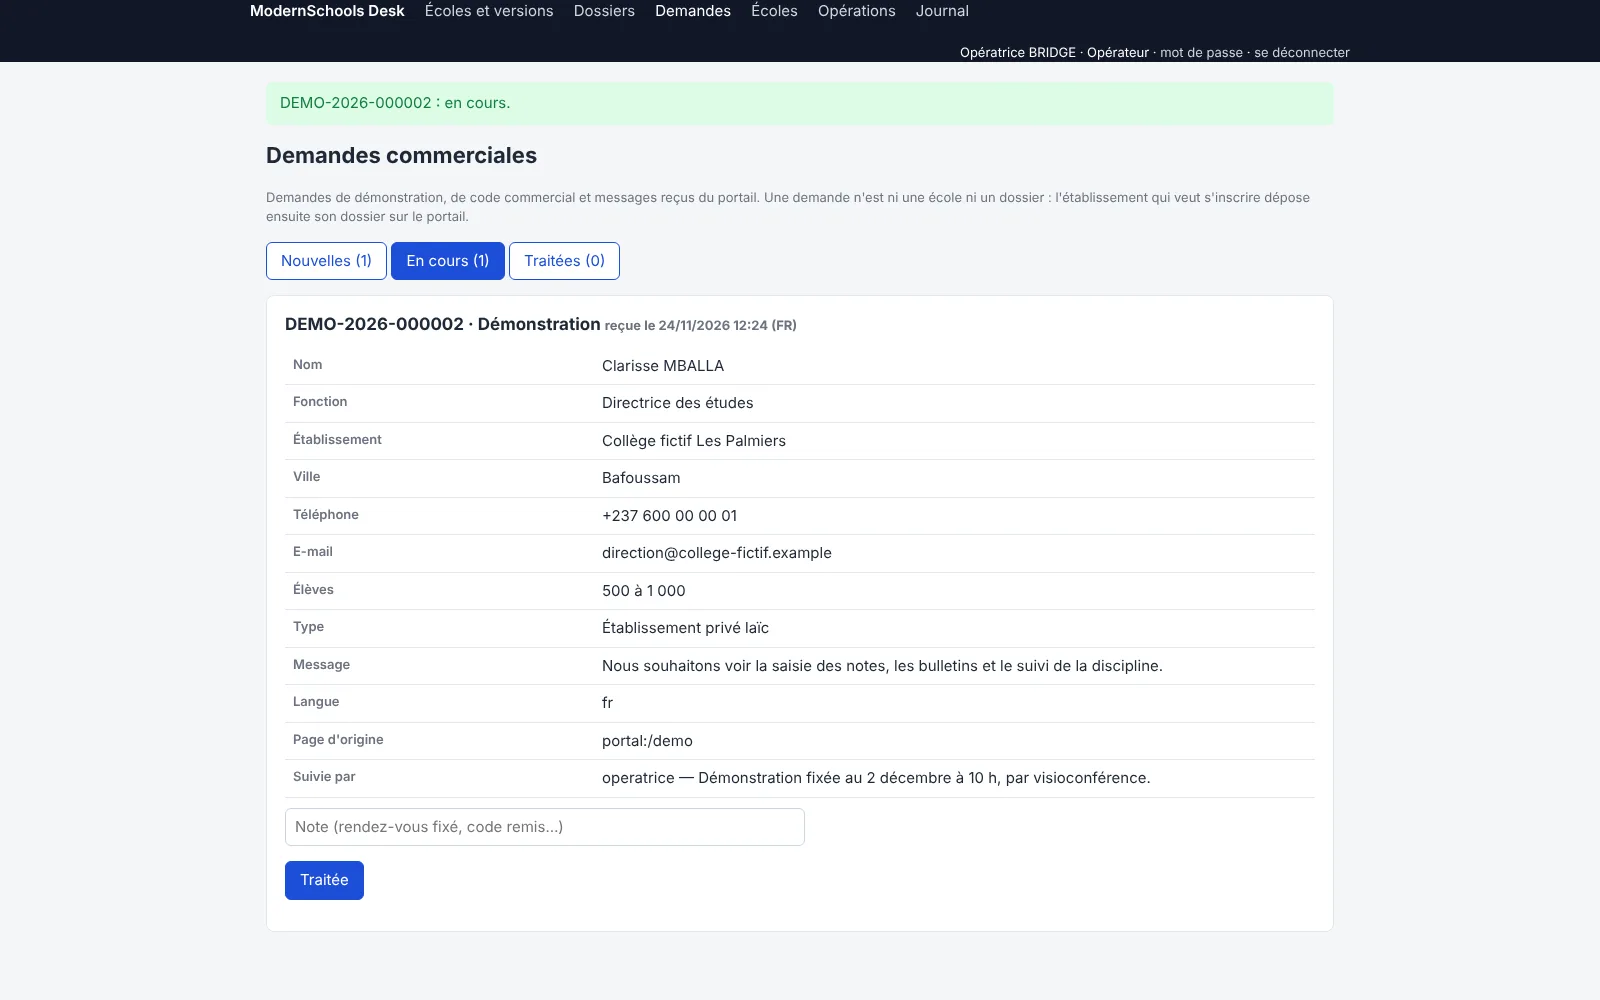 ModernSchools Desk Écoles et versions Dossiers Demandes Écoles Opérations Journal
Opératrice BRIDGE · Opérateur · mot de passe · se déconnecter
DEMO-2026-000002 : en cours.
Demandes commerciales
Demandes de démonstration, de code commercial et messages reçus du portail. Une demande n'est ni une école ni un dossier : l'établissement qui veut s'inscrire dépose
ensuite son dossier sur le portail.
Nouvelles (1) En cours (1) Traitées (0)
DEMO-2026-000002 · Démonstration reçue le 24/11/2026 12:24 (FR)
Nom Clarisse MBALLA
Fonction Directrice des études
Établissement Collège fictif Les Palmiers
Ville Bafoussam
Téléphone +237 600 00 00 01
E-mail direction@college-fictif.example
Élèves 500 à 1 000
Type Établissement privé laïc
Message Nous souhaitons voir la saisie des notes, les bulletins et le suivi de la discipline.
Langue fr
Page d'origine portal:/demo
Suivie par operatrice — Démonstration fixée au 2 décembre à 10 h, par visioconférence.
Note (rendez-vous fixé, code remis...)
Traitée